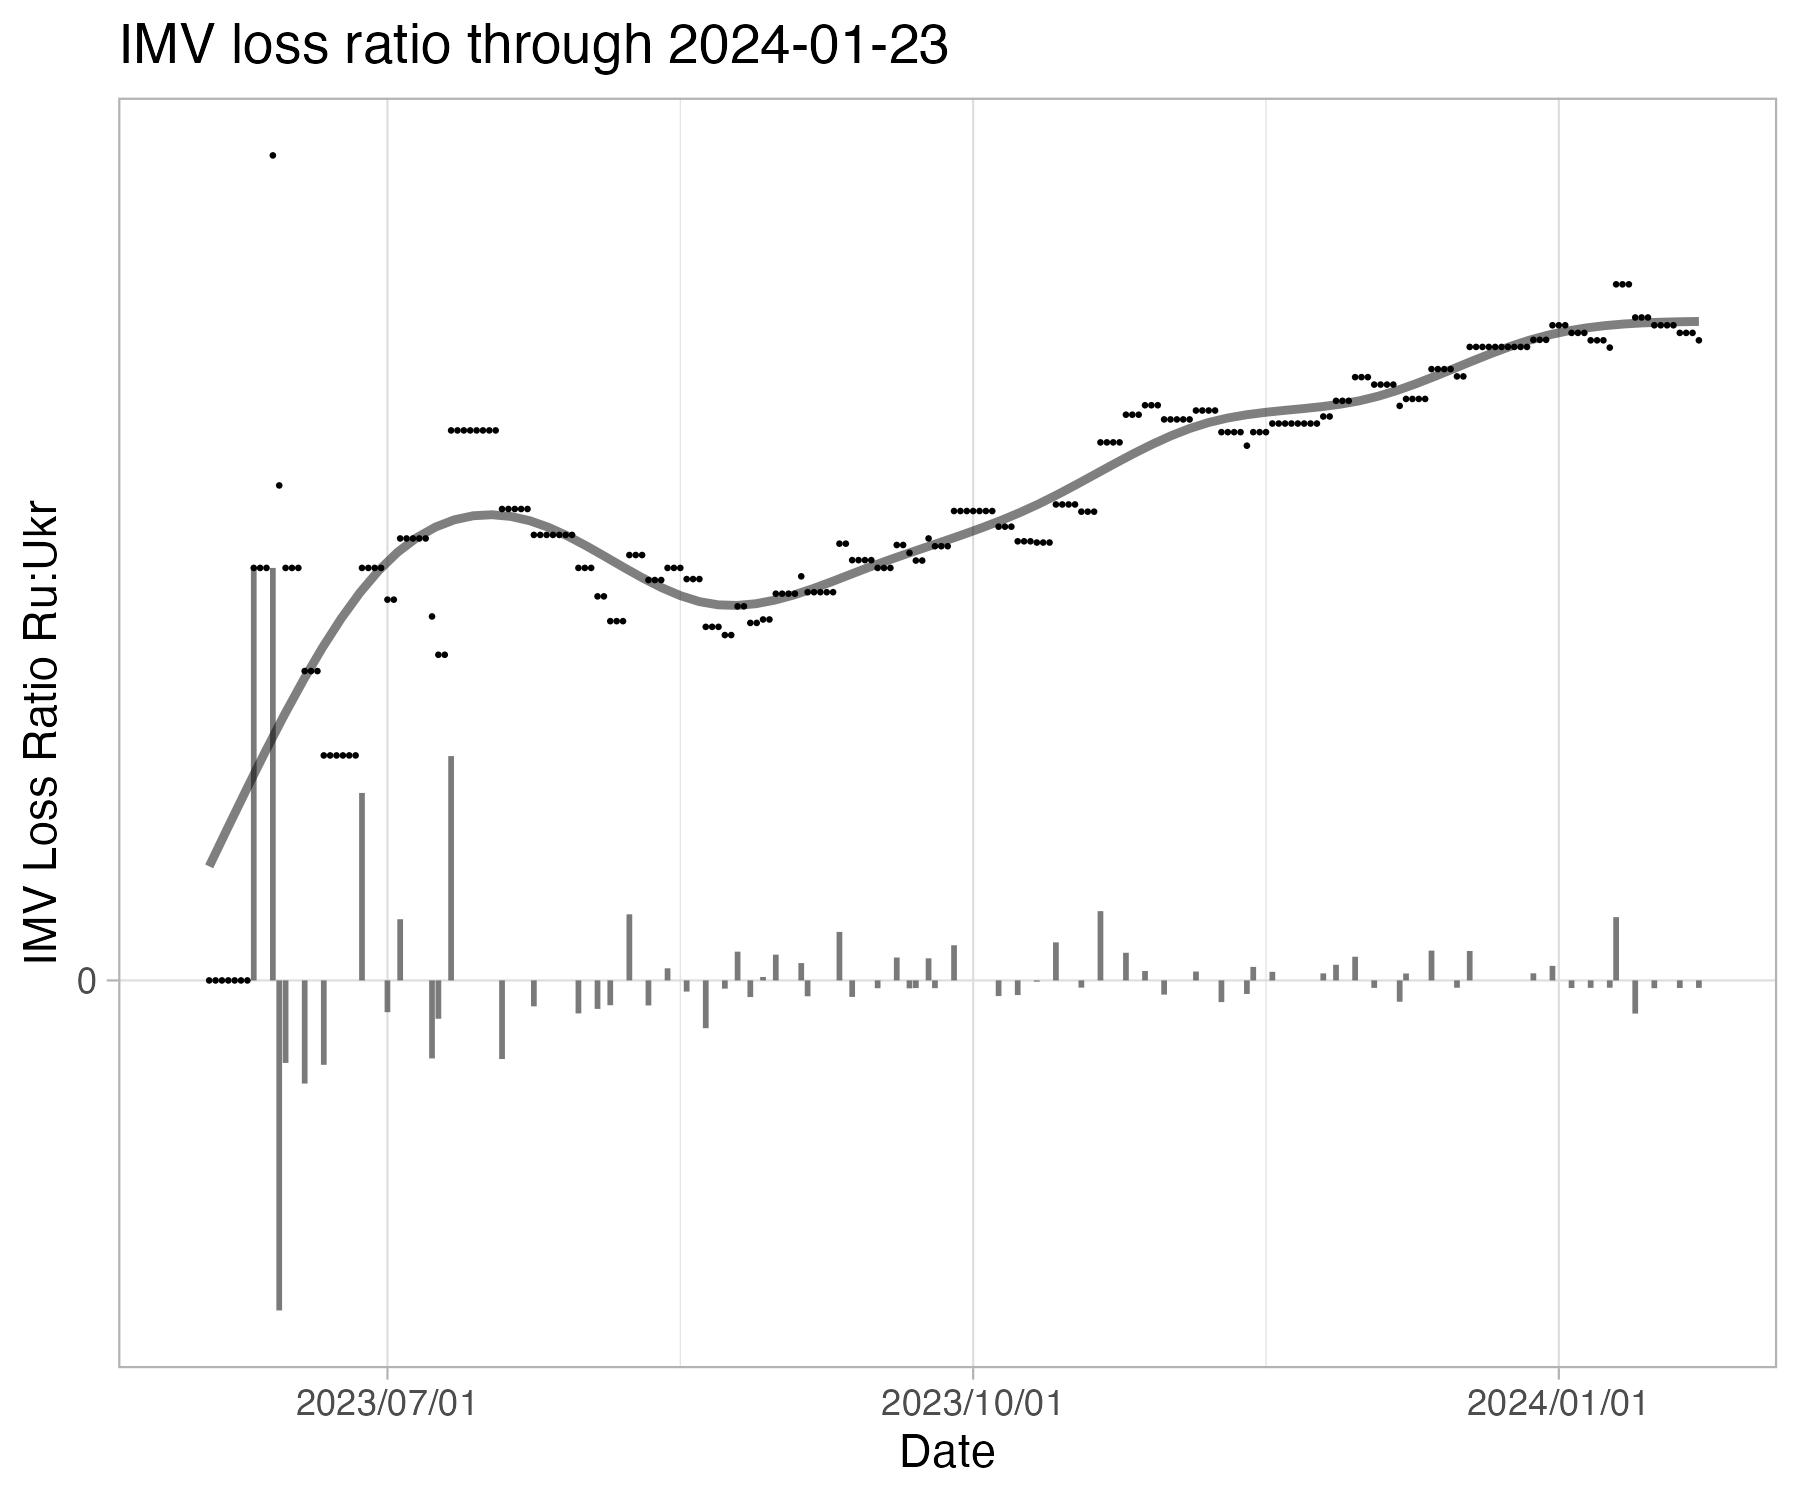 IMV loss ratio through 2024-01-23
IMV Loss Ratio Ru:Ukr
0
2023/07/01
2023/10/01
2024/01/01
Date